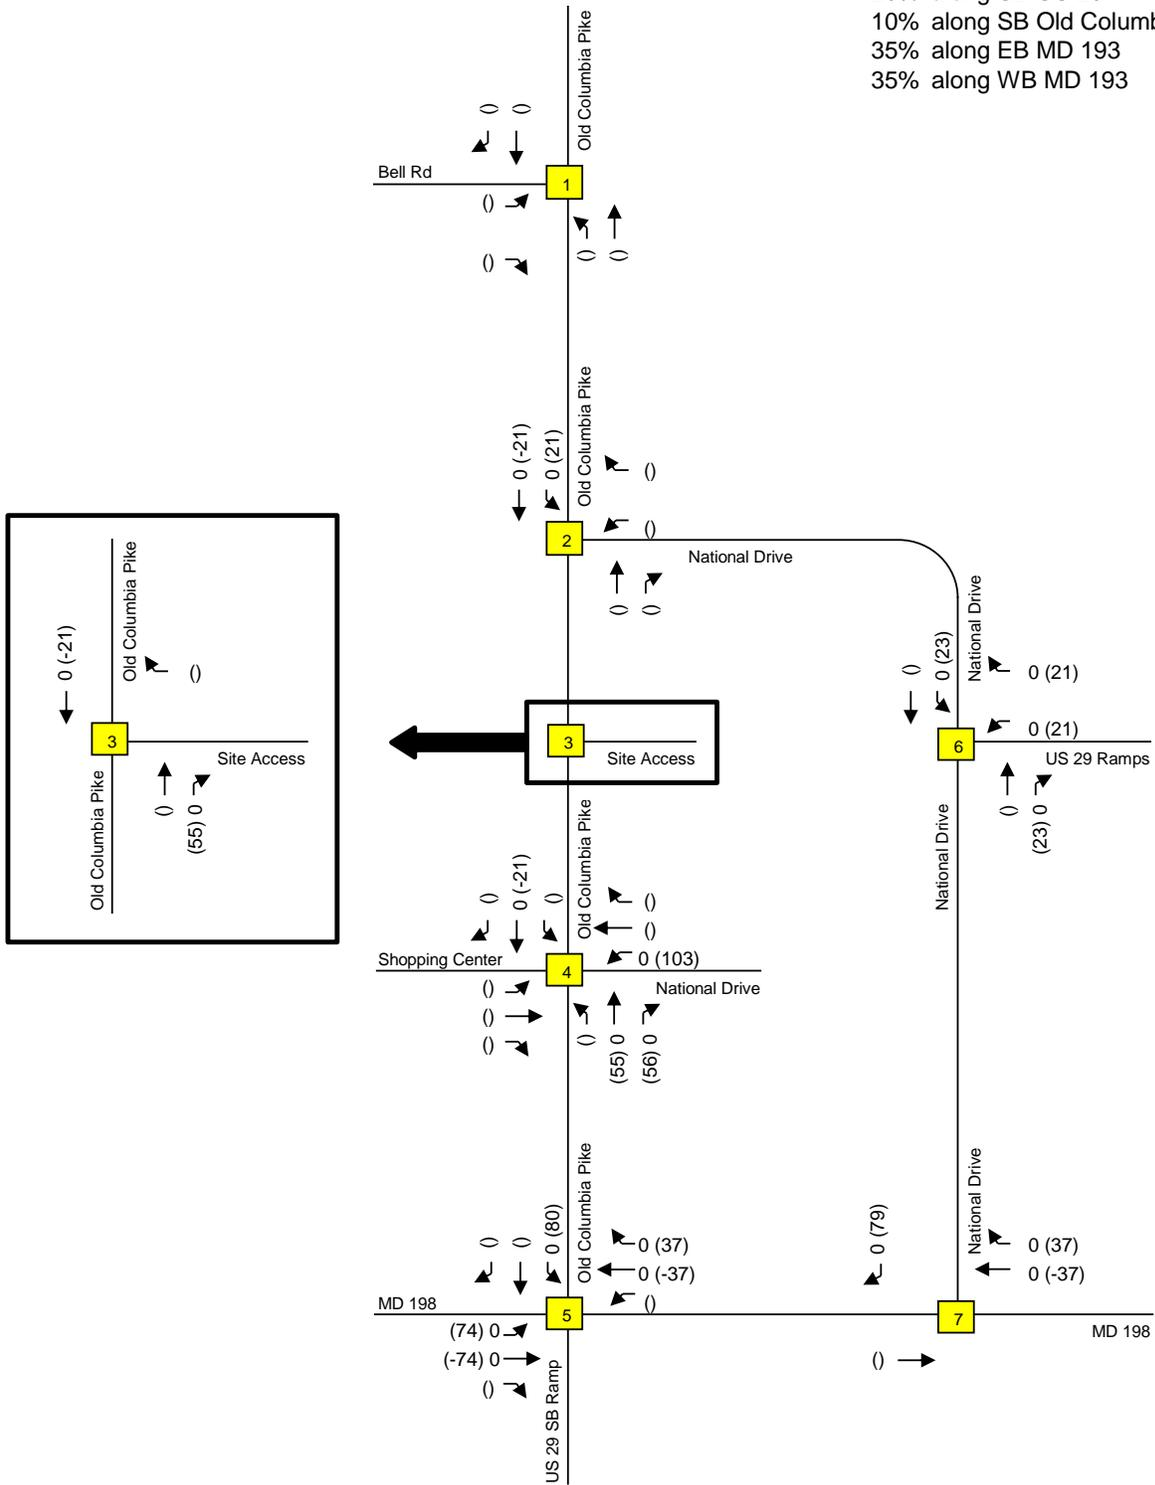 10% along SB Old Columb
35% along EB MD 193
35% along WB MD 193
Old Columbia Pike
() ()
Bell Rd
1
()
()
() ()
Old Columbia Pike
0 (-21)
0 (21)
()
()
2
National Drive
() ()
Old Columbia Pike
0 (-21)
()
3
Site Access
Old Columbia Pike
()
(55) 0
3
Site Access
National Drive
()
0 (23)
0 (21)
0 (21)
6
US 29 Ramps
()
(23) 0
National Drive
Old Columbia Pike
()
0 (-21)
()
()
()
0 (103)
Shopping Center
4
National Drive
()
()
()
()
(55) 0
(56) 0
Old Columbia Pike
() ()
0 (80)
0 (37)
0 (-37)
()
MD 198
5
(74) 0
(-74) 0
()
US 29 SB Ramp
0 (79)
National Drive
0 (37)
0 (-37)
7
MD 198
()